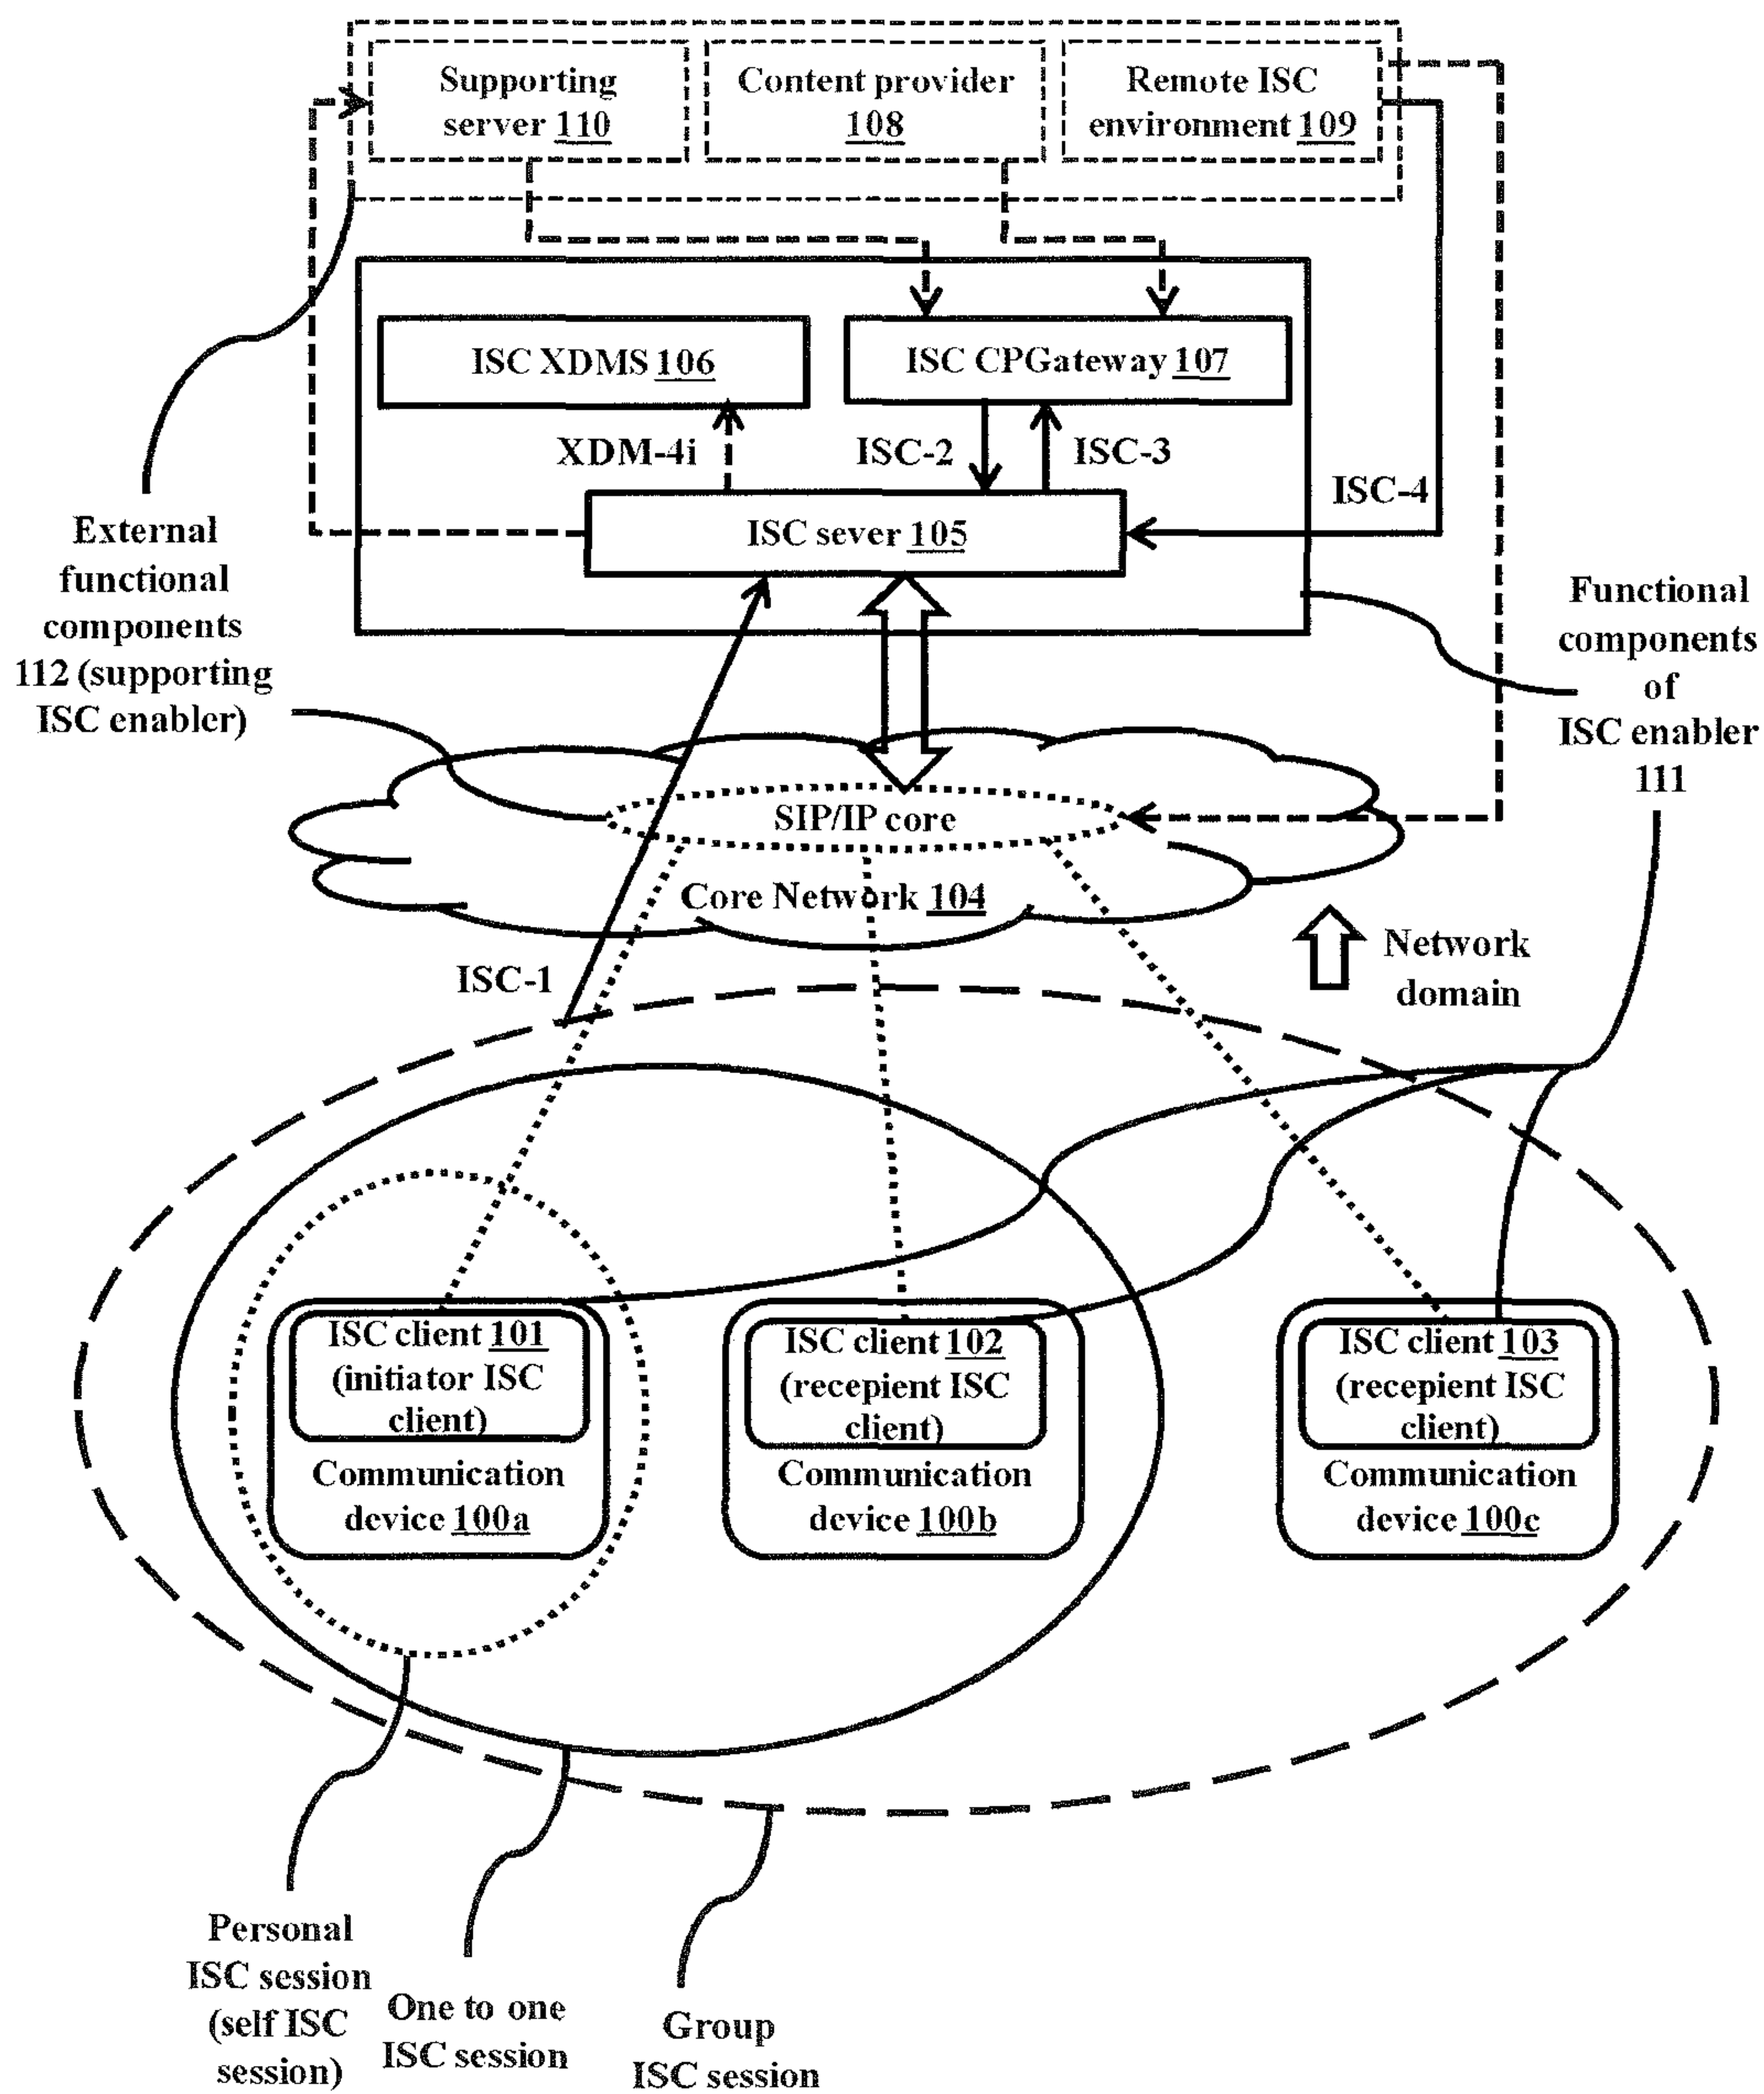 Supporting
server 110
Content provider
108
Remote ISC
environment 109
ISC XDMS 106
ISC CPGateway 107
XDM-4i
ISC-2
ISC-3
ISC-4
ISC sever 105
External
functional
components
112 (supporting
ISC enabler)
Functional
components
of
ISC enabler
111
SIP/IP core
Core Network 104
ISC-1
Network
domain
ISC client 101
(initiator ISC
client)
Communication
device 100a
ISC client 102
(recepient ISC
client)
Communication
device 100b
ISC client 103
(recepient ISC
client)
Communication
device 100c
Personal
ISC session
(self ISC
session)
One to one
ISC session
Group
ISC session